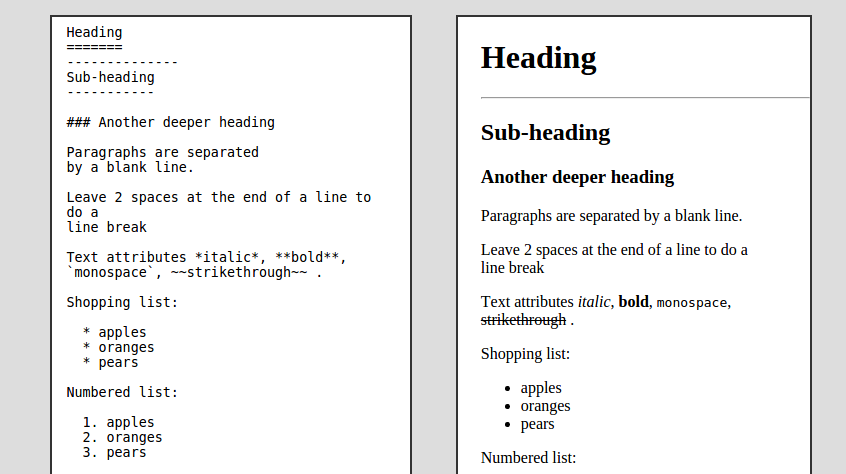 Heading
=======
--------------
Sub-heading
-----------
### Another deeper heading
Paragraphs are separated
by a blank line.
Leave 2 spaces at the end of a line to
do a
line break
Text attributes *italic*, **bold**,
`monospace`, ~~strikethrough~~ .
Shopping list:
* apples
* oranges
* pears
Numbered list:
1. apples
2. oranges
3. pears
Heading
Sub-heading
Another deeper heading
Paragraphs are separated by a blank line.
Leave 2 spaces at the end of a line to do a
line break
Text attributes italic, bold, monospace,
strikethrough .
Shopping list:
• apples
• oranges
• pears
Numbered list: